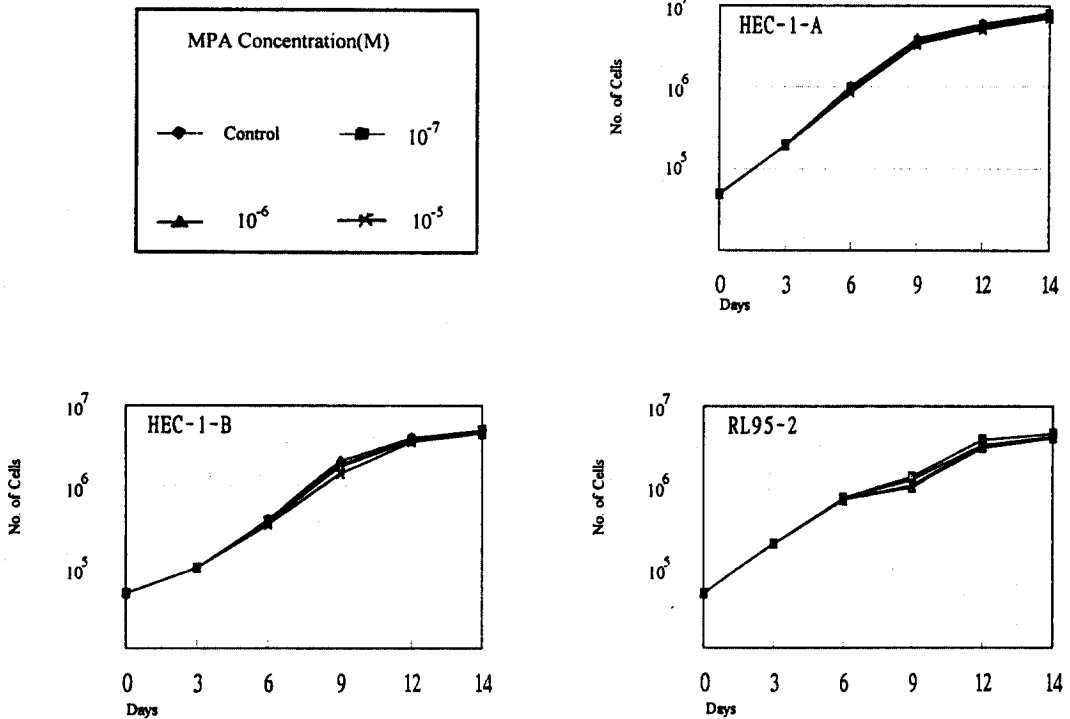 MPA Concentration(M)
Control
10⁻⁷
10⁻⁶
10⁻⁵
HEC-1-A
No. of Cells
10⁷
10⁶
10⁵
0 3 6 9 12 14
Days
HEC-1-B
No. of Cells
10⁷
10⁶
10⁵
0 3 6 9 12 14
Days
RL95-2
No. of Cells
10⁷
10⁶
10⁵
0 3 6 9 12 14
Days